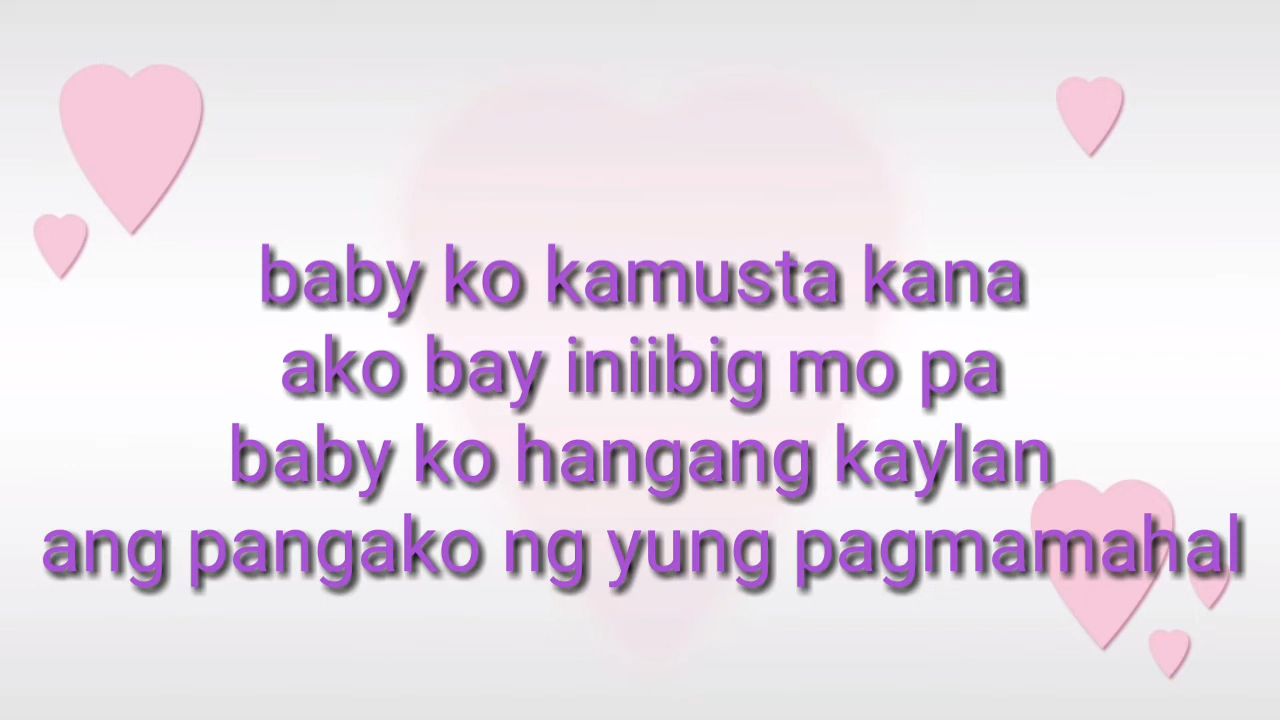 baby ko kamusta kana
ako bay iniibig mo pa
baby ko hangang kaylan
ang pangako ng yung pagmamahal